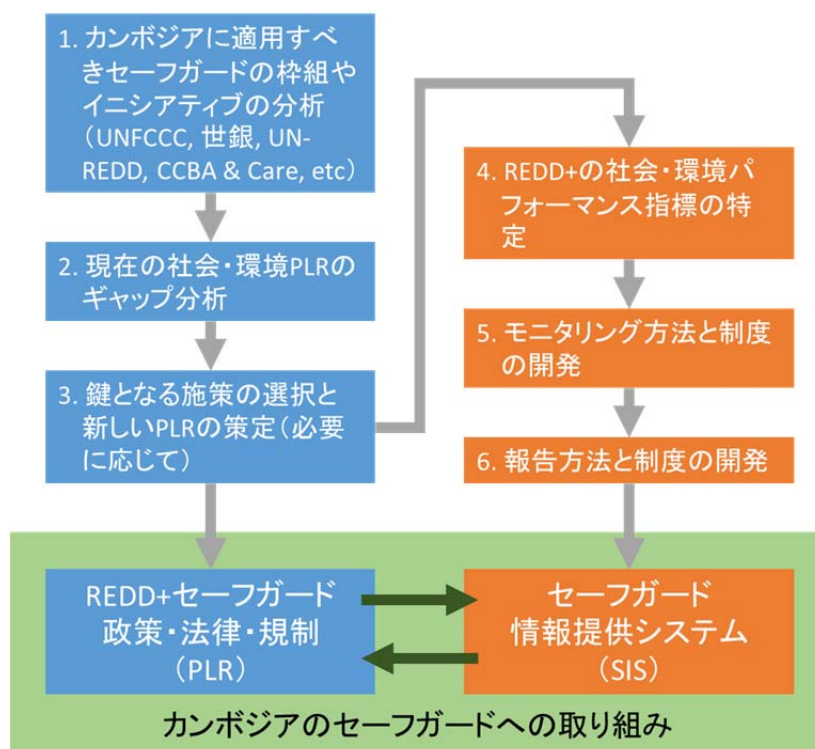 1. カンボジアに適用すべ
きセーフガードの枠組や
イニシアティブの分析
（UNFCCC, 世銀, UN-
REDD, CCBA & Care, etc）
2. 現在の社会・環境PLRの
ギャップ分析
3. 鍵となる施策の選択と
新しいPLRの策定（必要
に応じて）
4. REDD+の社会・環境パ
フォーマンス指標の特
定
5. モニタリング方法と制度
の開発
6. 報告方法と制度の開発
REDD+セーフガード
政策・法律・規制
（PLR）
セーフガード
情報提供システム
（SIS）
カンボジアのセーフガードへの取り組み